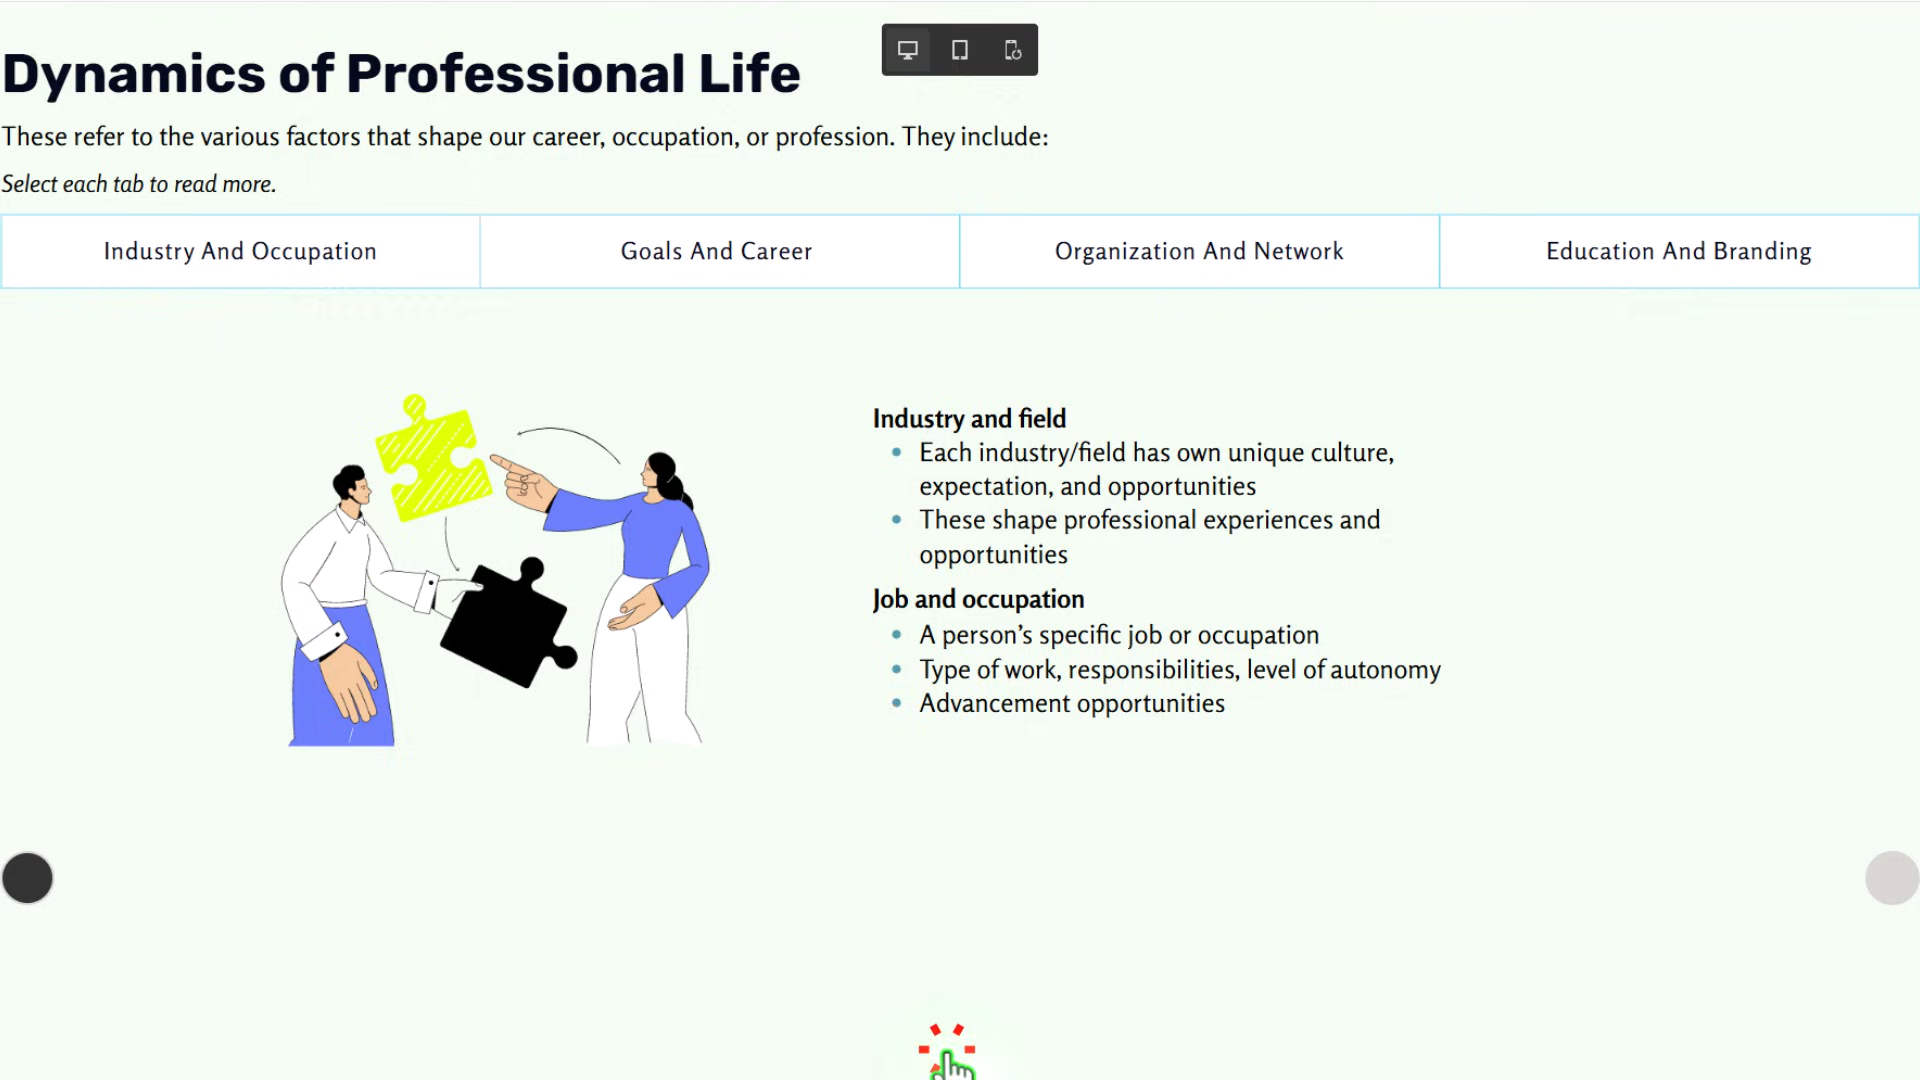 Dynamics of Professional Life
These refer to the various factors that shape our career, occupation, or profession. They include:
Select each tab to read more.
Industry And Occupation
Goals And Career
Organization And Network
Education And Branding
Industry and field
Each industry/field has own unique culture,
expectation, and opportunities
These shape professional experiences and
opportunities
Job and occupation
A person’s specific job or occupation
Type of work, responsibilities, level of autonomy
Advancement opportunities